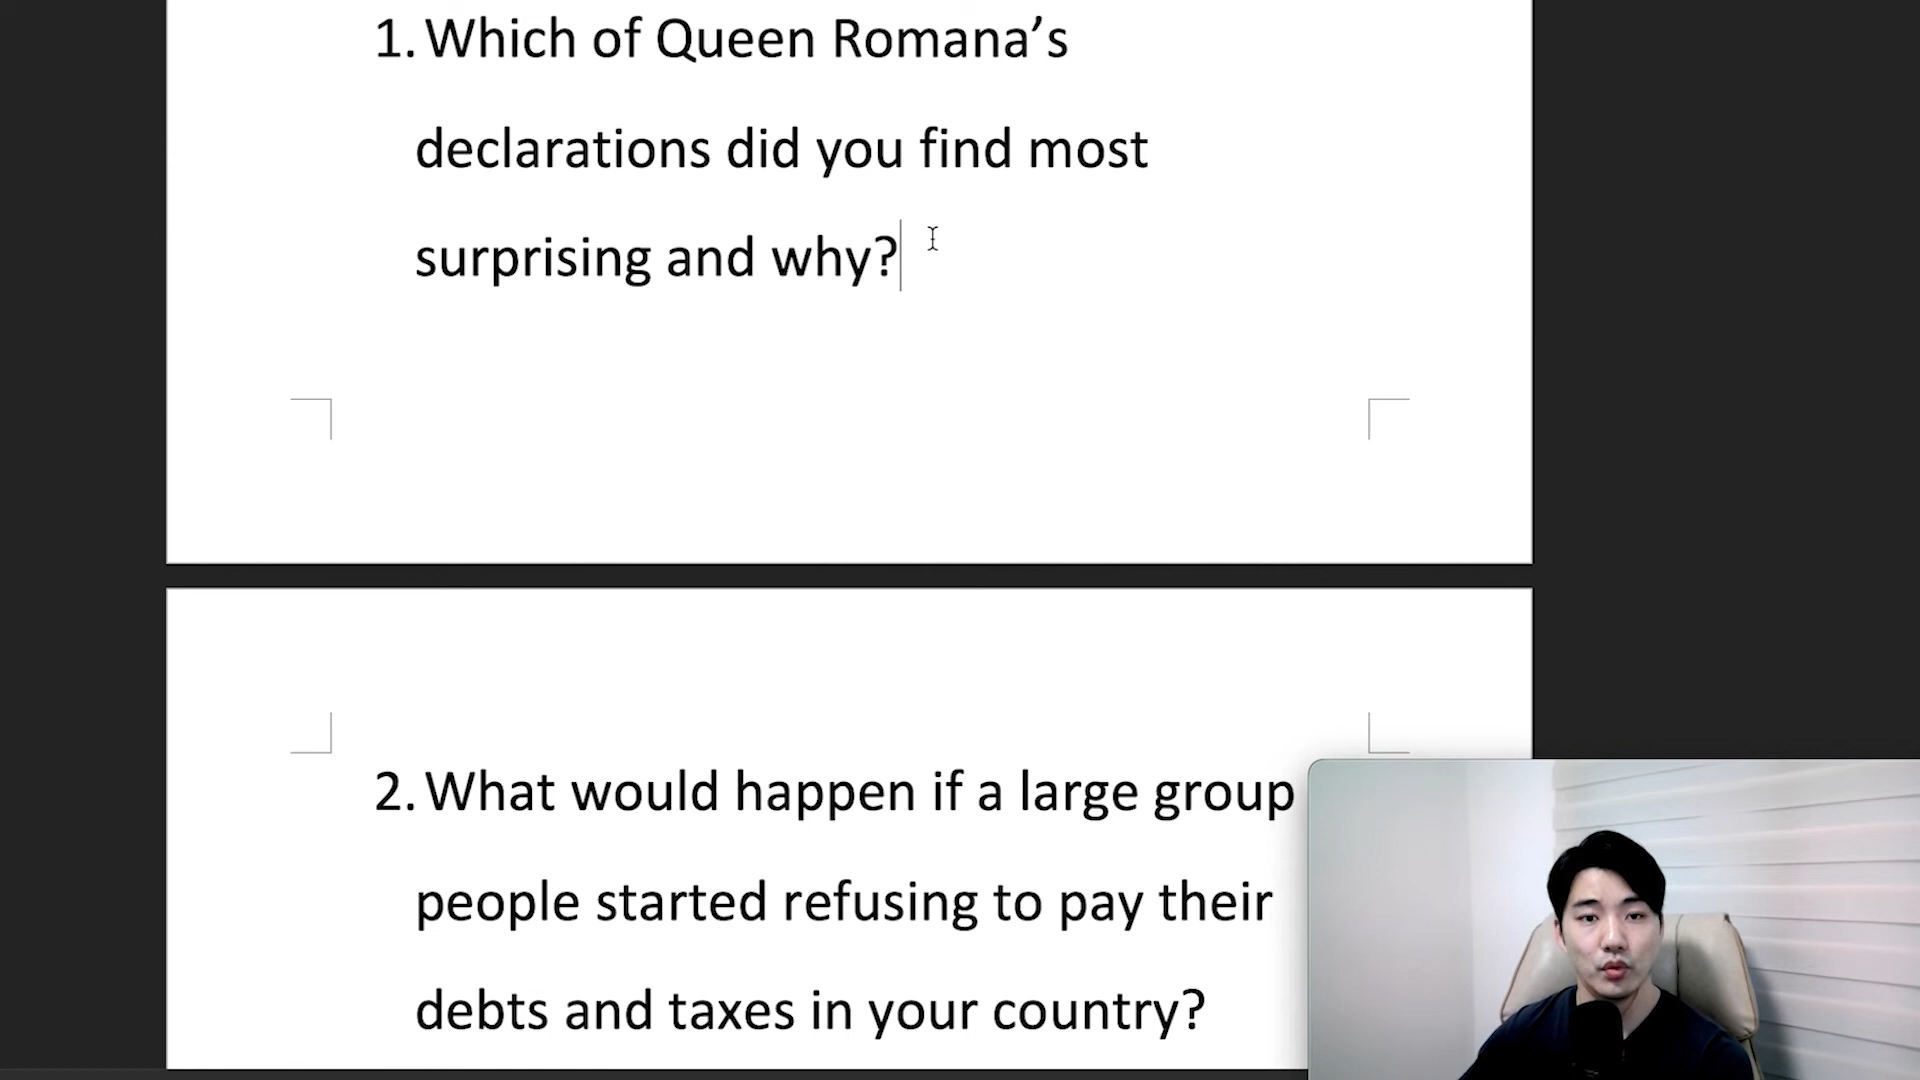 1. Which of Queen Romana’s
declarations did you find most
surprising and why?
2. What would happen if a large group
people started refusing to pay their
debts and taxes in your country?